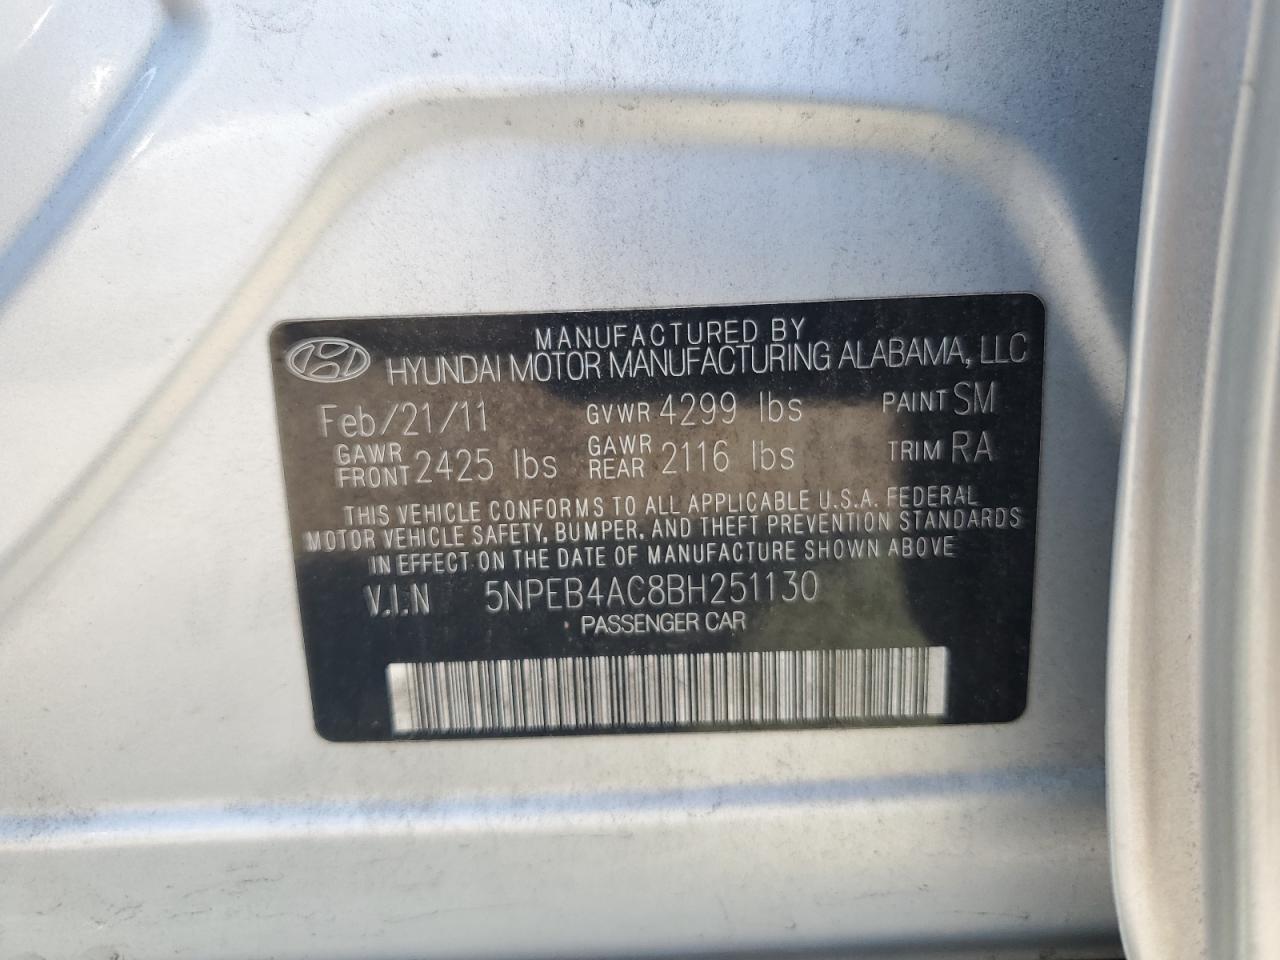 MANUFACTURED BY
HYUNDAI MOTOR MANUFACTURING ALABAMA, LLC
Feb/21/11 GVWR 4299 lbs PAINT SM
GAWR FRONT 2425 lbs GAWR REAR 2116 lbs TRIM RA
THIS VEHICLE CONFORMS TO ALL APPLICABLE U.S.A. FEDERAL
MOTOR VEHICLE SAFETY, BUMPER, AND THEFT PREVENTION STANDARDS
IN EFFECT ON THE DATE OF MANUFACTURE SHOWN ABOVE
V.I.N 5NPEB4AC8BH251130
PASSENGER CAR